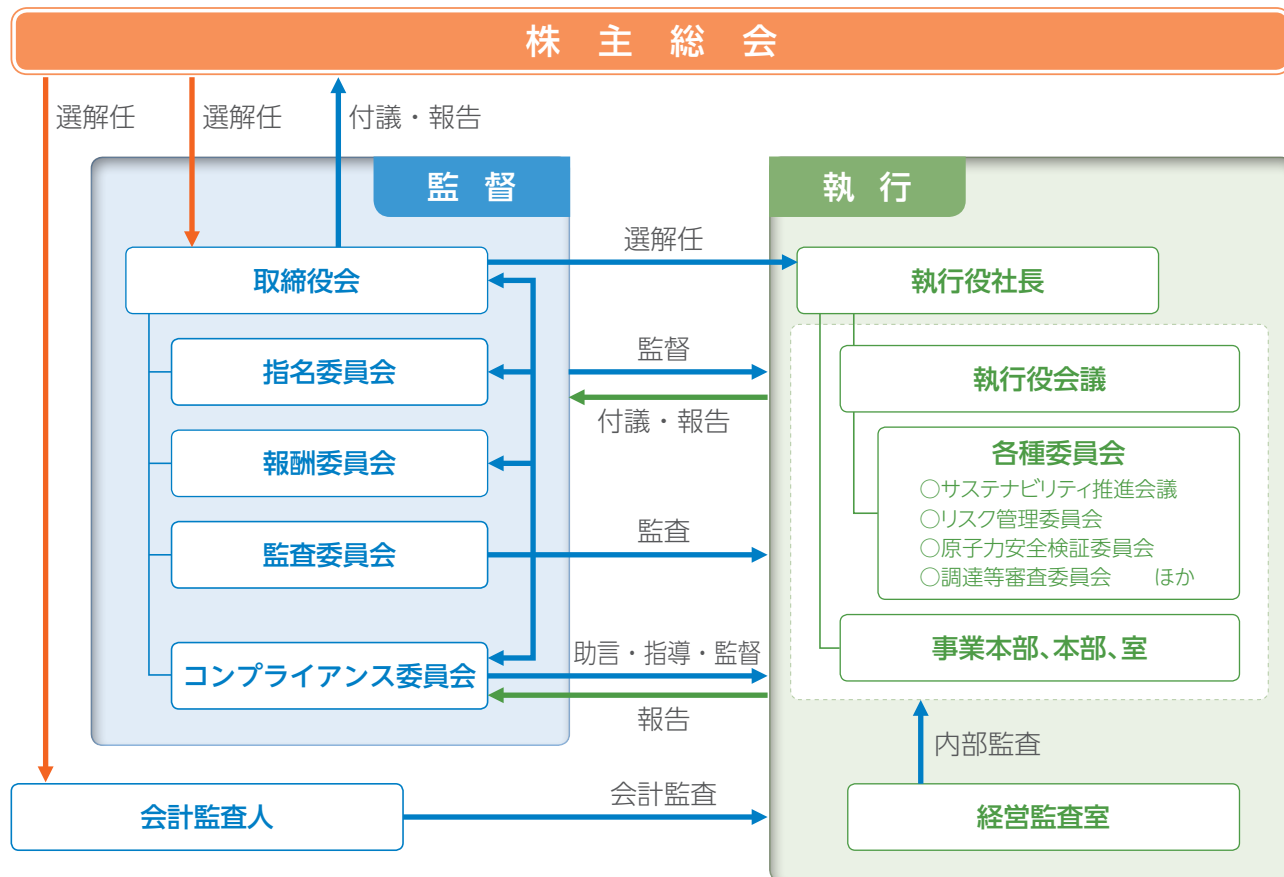 株主総会
選解任
選解任
付議・報告
監督
執行
取締役会
選解任
執行役社長
指名委員会
監督
付議・報告
執行役会議
報酬委員会
各種委員会
○サステナビリティ推進会議
○リスク管理委員会
○原子力安全検証委員会
○調達等審査委員会　ほか
監査委員会
監査
コンプライアンス委員会
助言・指導・監督
報告
事業本部、本部、室
内部監査
会計監査人
会計監査
経営監査室